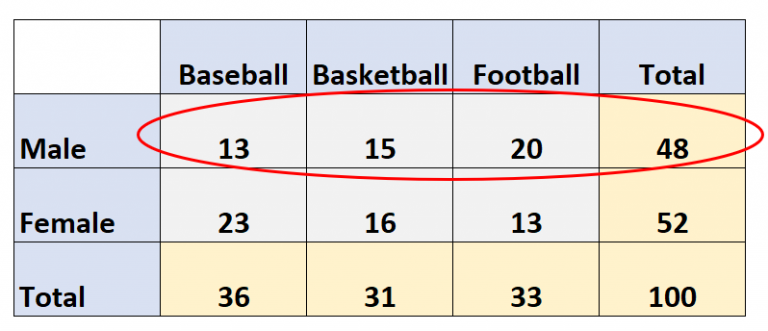 Baseball Basketball Football Total
Male 13 15 20 48
Female 23 16 13 52
Total 36 31 33 100